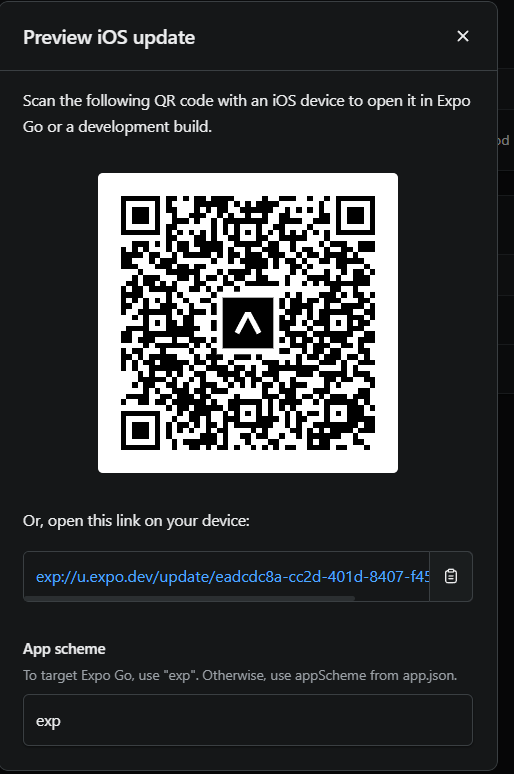 Preview iOS update
Scan the following QR code with an iOS device to open it in Expo
Go or a development build.
Or, open this link on your device:
exp://u.expo.dev/update/eadcdc8a-cc2d-401d-8407-f45
App scheme
To target Expo Go, use "exp". Otherwise, use appScheme from app.json.
exp